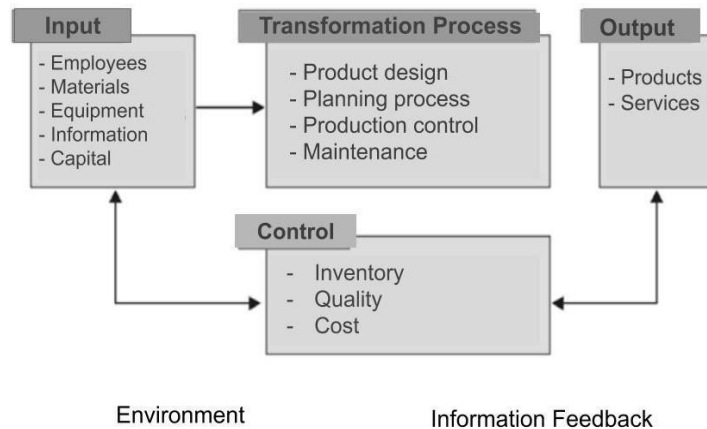 Input
- Employees
- Materials
- Equipment
- Information
- Capital
Transformation Process
- Product design
- Planning process
- Production control
- Maintenance
Output
- Products
- Services
Control
- Inventory
- Quality
- Cost
Environment
Information Feedback